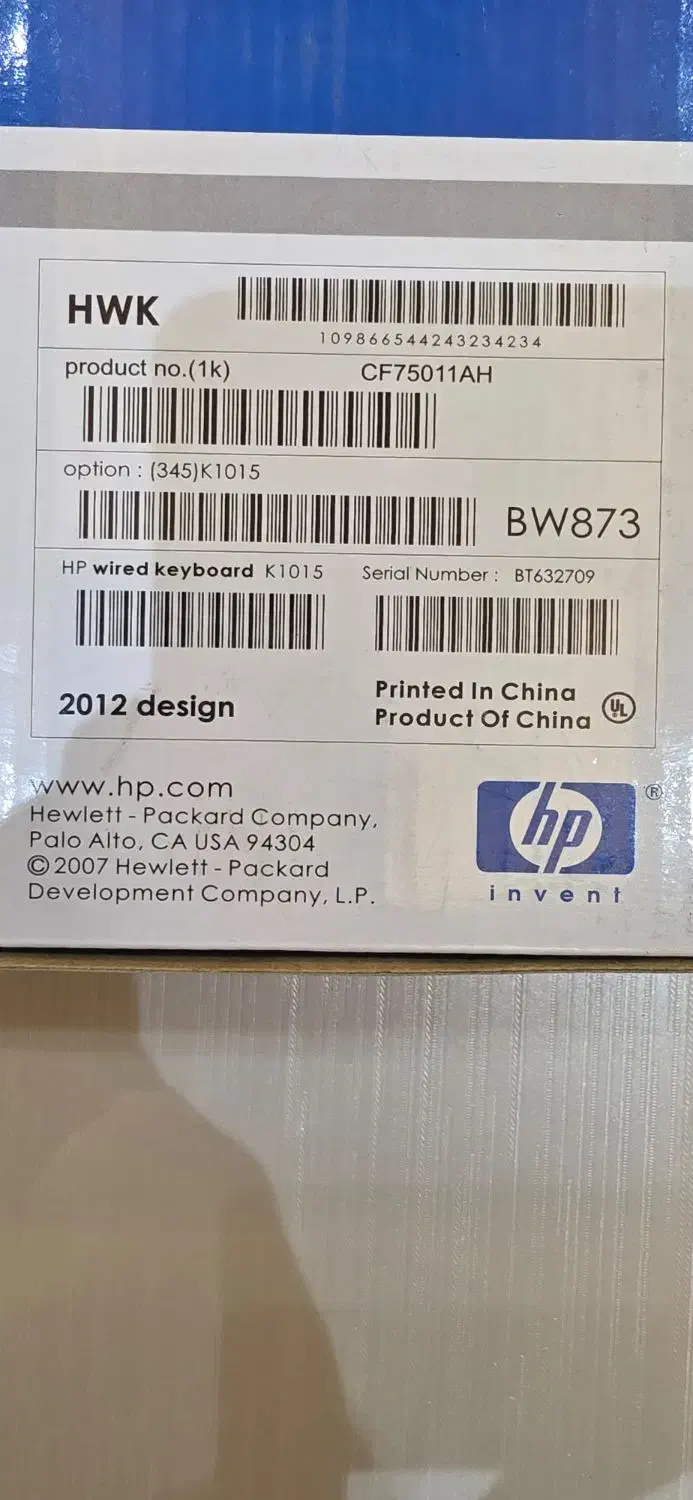 HWK
109866544243234234
product no.(1k) CF75011AH
option : (345)K1015
BW873
HP wired keyboard K1015 Serial Number : BT632709
2012 design
Printed In China
Product Of China
UL
www.hp.com
Hewlett - Packard Company,
Palo Alto, CA USA 94304
©2007 Hewlett - Packard
Development Company, L.P.
hp ®
invent